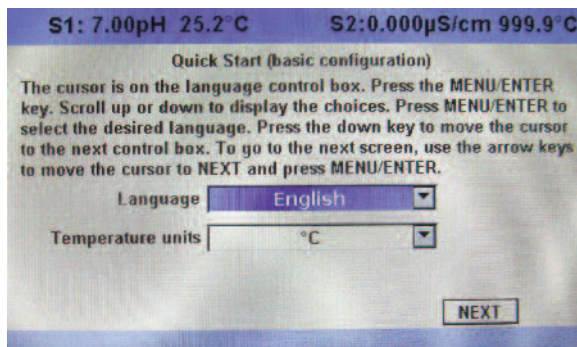 S1: 7.00pH 25.2°C S2:0.000µS/cm 999.9°C
Quick Start (basic configuration)
The cursor is on the language control box. Press the MENU/ENTER
key. Scroll up or down to display the choices. Press MENU/ENTER to
select the desired language. Press the down key to move the cursor
to the next control box. To go to the next screen, use the arrow keys
to move the cursor to NEXT and press MENU/ENTER.
Language English
Temperature units °C
NEXT